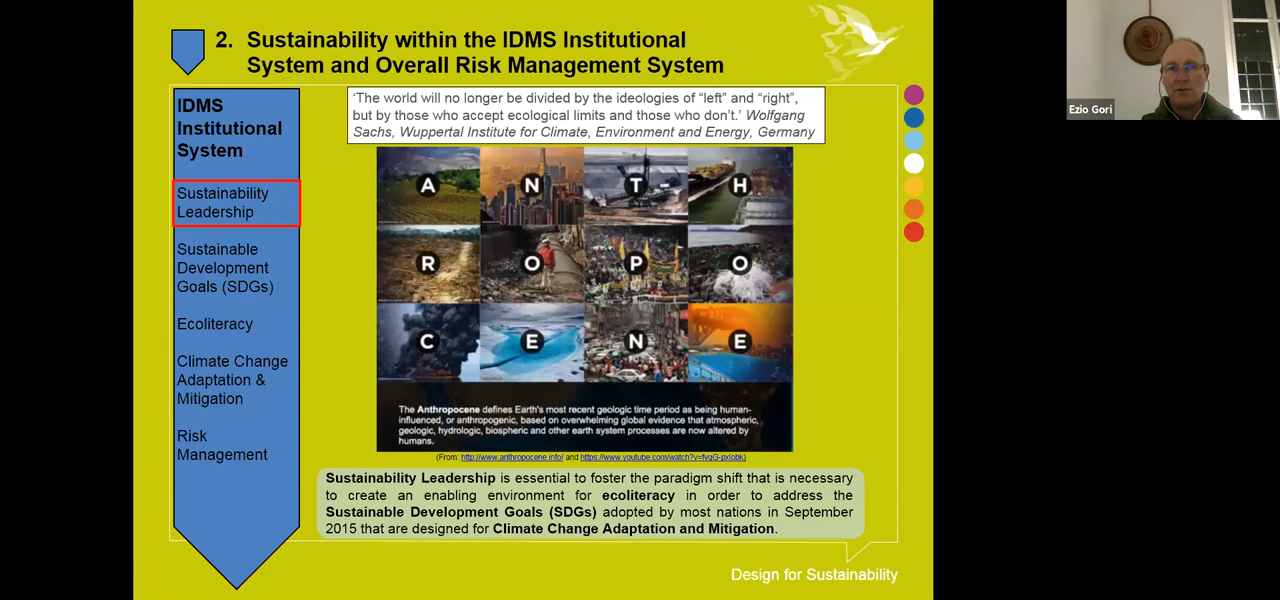 2. Sustainability within the IDMS Institutional
System and Overall Risk Management System
IDMS
Institutional
System
Sustainability
Leadership
Sustainable
Development
Goals (SDGs)
Ecoliteracy
Climate Change
Adaptation &
Mitigation
Risk
Management
‘The world will no longer be divided by the ideologies of “left” and “right”,
but by those who accept ecological limits and those who don’t.’ Wolfgang
Sachs, Wuppertal Institute for Climate, Environment and Energy, Germany
A N T H
R O P O
C E N E
The Anthropocene defines Earth's most recent geologic time period as being human-
influenced, or anthropogenic, based on overwhelming global evidence that atmospheric,
geologic, hydrologic, biospheric and other earth system processes are now altered by
humans.
(From: http://www.anthropocene.info/ and
Sustainability Leadership is essential to foster the paradigm shift that is necessary
to create an enabling environment for ecoliteracy in order to address the
Sustainable Development Goals (SDGs) adopted by most nations in September
2015 that are designed for Climate Change Adaptation and Mitigation.
Design for Sustainability
Ezio Gori